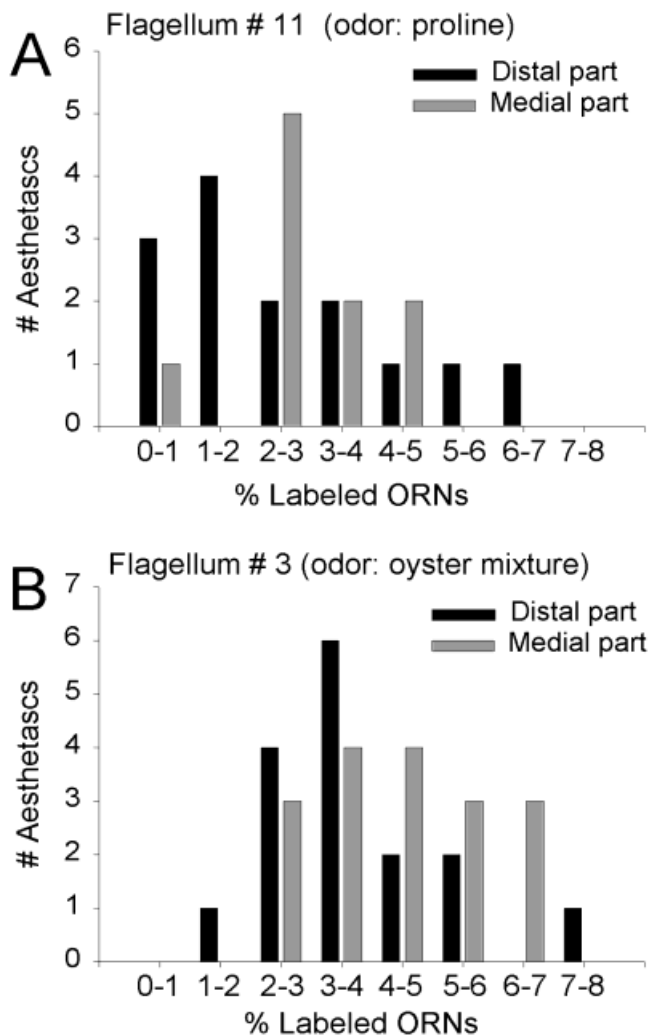 A
Flagellum # 11 (odor: proline)
Distal part
Medial part
# Aesthetascs
6
5
4
3
2
1
0
0-1 1-2 2-3 3-4 4-5 5-6 6-7 7-8
% Labeled ORNs
B
Flagellum # 3 (odor: oyster mixture)
Distal part
Medial part
# Aesthetascs
7
6
5
4
3
2
1
0
0-1 1-2 2-3 3-4 4-5 5-6 6-7 7-8
% Labeled ORNs